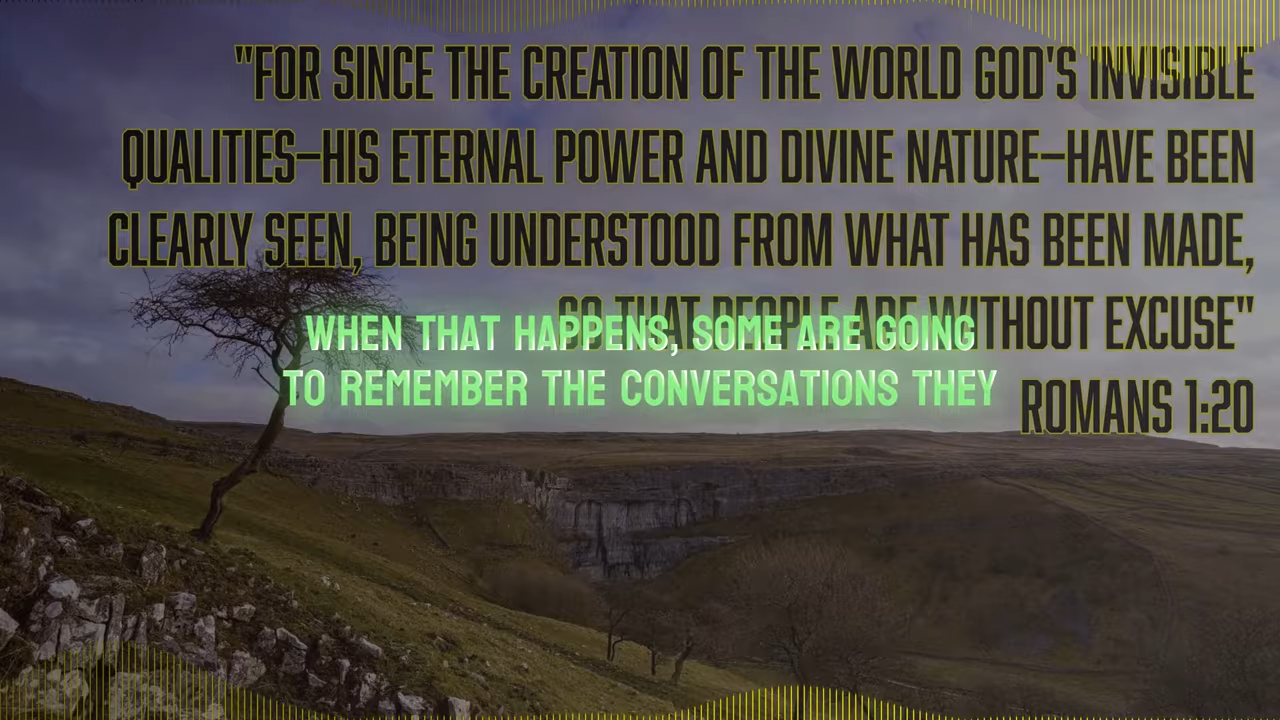 "FOR SINCE THE CREATION OF THE WORLD GOD'S INVISIBLE
QUALITIES–HIS ETERNAL POWER AND DIVINE NATURE–HAVE BEEN
CLEARLY SEEN, BEING UNDERSTOOD FROM WHAT HAS BEEN MADE,
SO THAT PEOPLE ARE WITHOUT EXCUSE"
WHEN THAT HAPPENS, SOME ARE GOING
TO REMEMBER THE CONVERSATIONS THEY
ROMANS 1:20